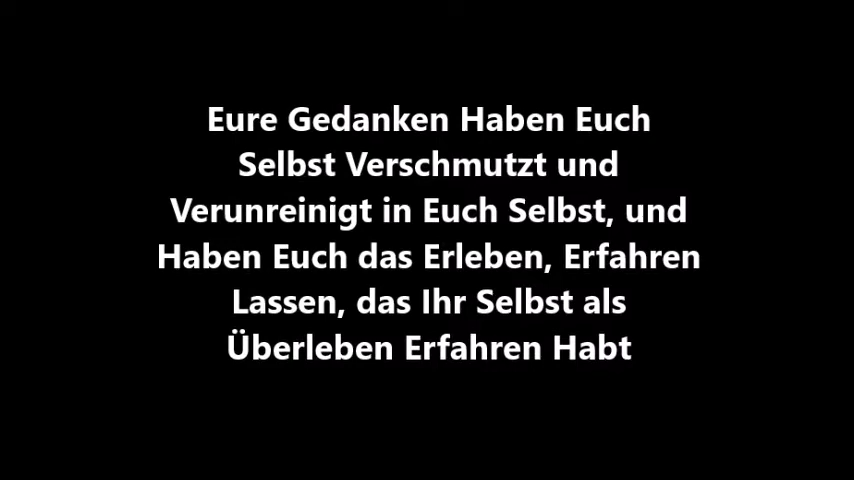 Eure Gedanken Haben Euch
Selbst Verschmutzt und
Verunreinigt in Euch Selbst, und
Haben Euch das Erleben, Erfahren
Lassen, das Ihr Selbst als
Überleben Erfahren Habt